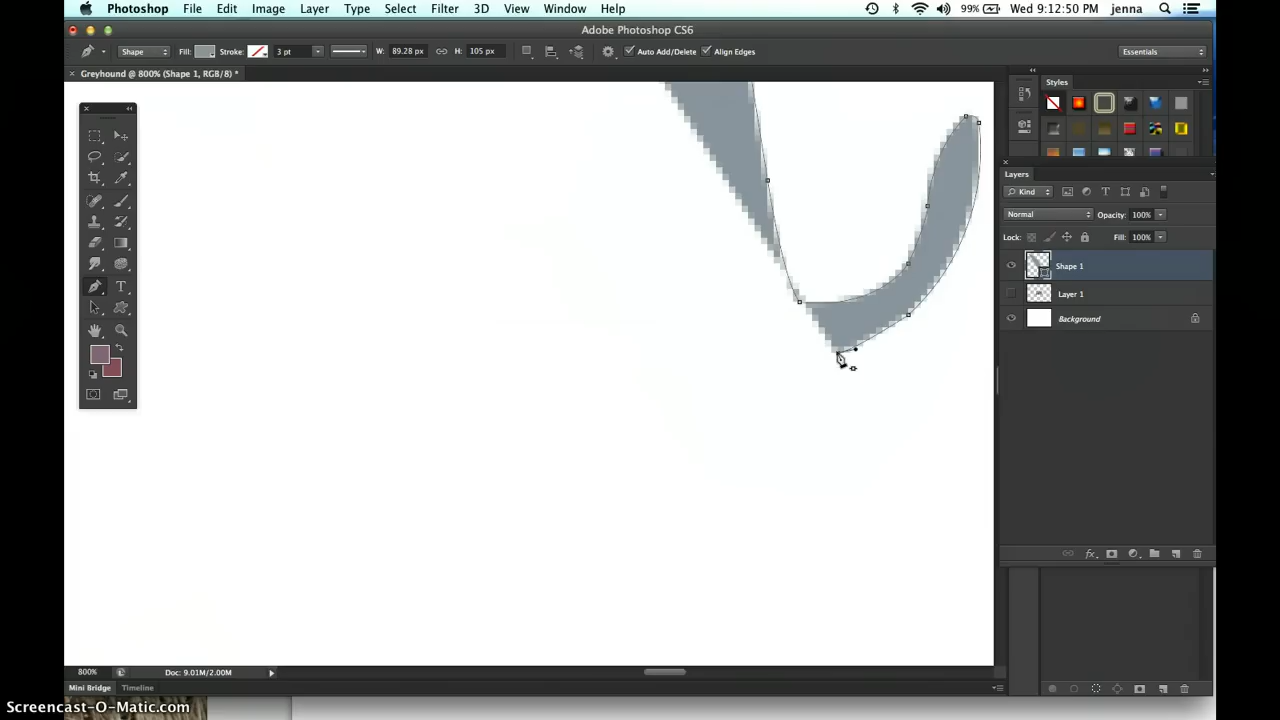 Photoshop File Edit Image Layer Type Select Filter 3D View Window Help 99% Wed 9:12:50 PM jenna
Adobe Photoshop CS6
Shape Fill: Stroke: 3 pt W: 89.28 px H: 105 px Auto Add/Delete Align Edges Essentials
Greyhound @ 800% (Shape 1, RGB/8) *
Styles
Layers
Kind
Normal Opacity: 100%
Lock: Fill: 100%
Shape 1
Layer 1
Background
800% Doc: 9.01M/2.00M
Mini Bridge Timeline
Screencast-O-Matic.com